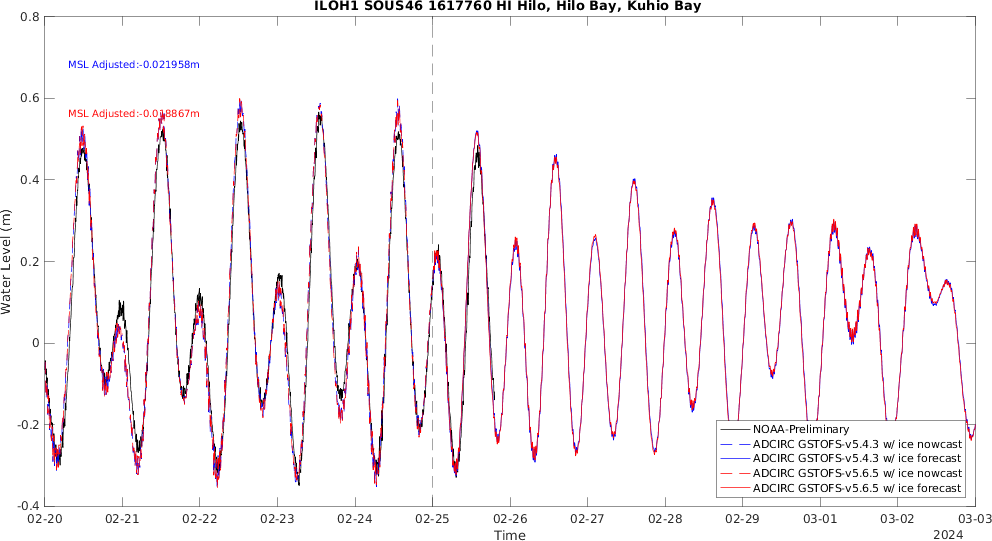 ILOH1 SOUS46 1617760 HI Hilo, Hilo Bay, Kuhio Bay
MSL Adjusted:-0.021958m
MSL Adjusted:-0.018867m
Water Level (m)
0.8
0.6
0.4
0.2
0
-0.2
-0.4
NOAA-Preliminary
ADCIRC GSTOFS-v5.4.3 w/ ice nowcast
ADCIRC GSTOFS-v5.4.3 w/ ice forecast
ADCIRC GSTOFS-v5.6.5 w/ ice nowcast
ADCIRC GSTOFS-v5.6.5 w/ ice forecast
02-20 02-21 02-22 02-23 02-24 02-25 02-26 02-27 02-28 02-29 03-01 03-02 03-03
Time
2024